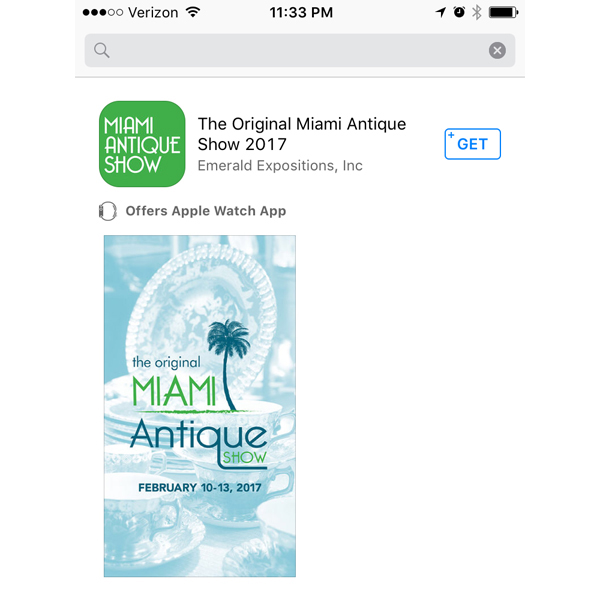 Verizon 11:33 PM
MIAMI
ANTIQUE
SHOW
The Original Miami Antique
Show 2017
Emerald Expositions, Inc
+ GET
Offers Apple Watch App
the original
MIAMI
Antique
SHOW
FEBRUARY 10-13, 2017